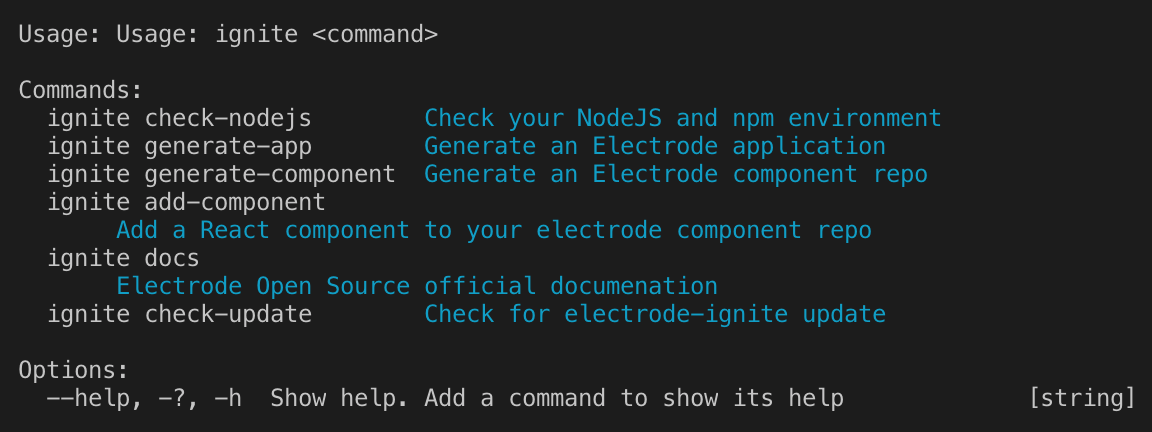 Usage: Usage: ignite <command>
Commands:
ignite check-nodejs Check your NodeJS and npm environment
ignite generate-app Generate an Electrode application
ignite generate-component Generate an Electrode component repo
ignite add-component
Add a React component to your electrode component repo
ignite docs
Electrode Open Source official documenation
ignite check-update Check for electrode-ignite update
Options:
--help, -?, -h Show help. Add a command to show its help [string]